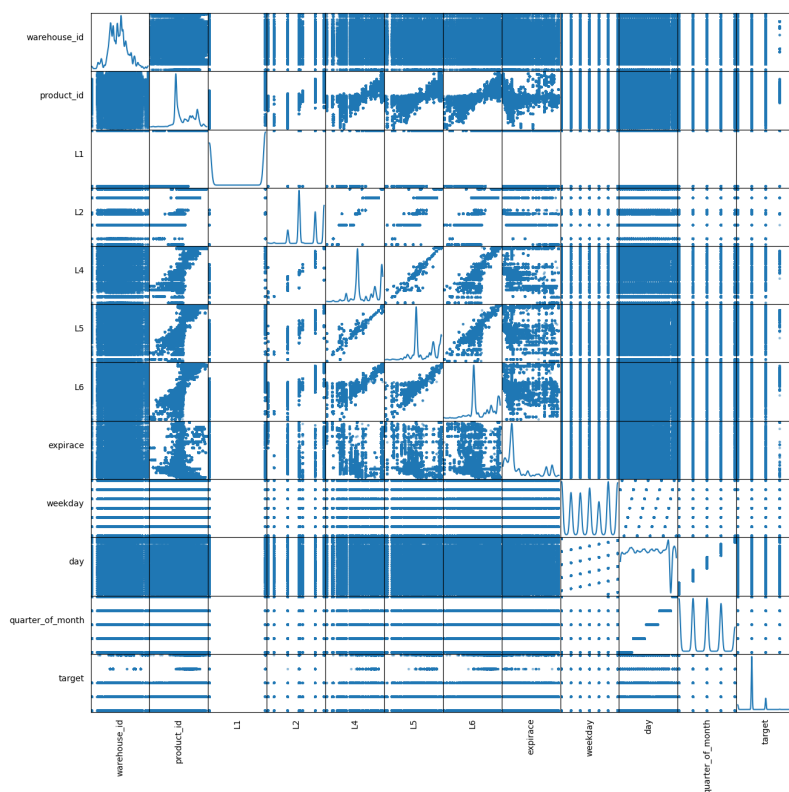 warehouse_id
product_id
L1
L2
L4
L5
L6
expirace
weekday
day
quarter_of_month
target
warehouse_id
product_id
L1
L2
L4
L5
L6
expirace
weekday
day
quarter_of_month
target